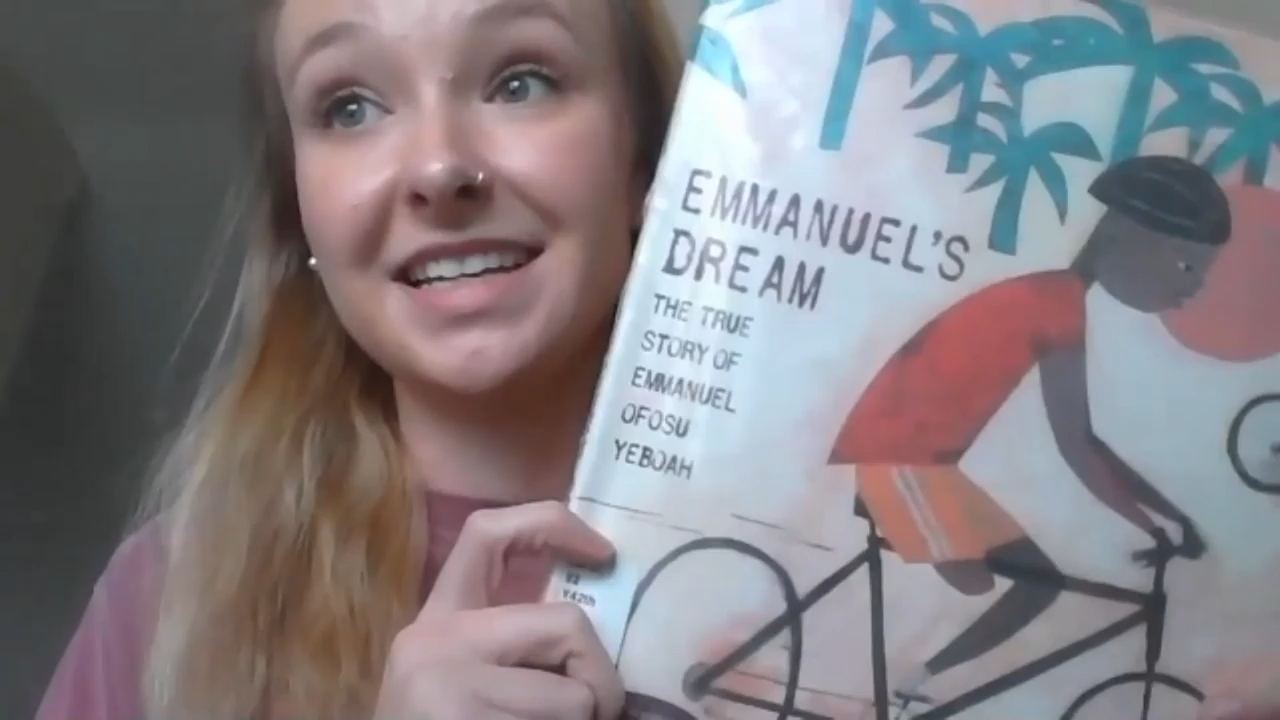 EMMANUEL'S
DREAM
THE TRUE
STORY OF
EMMANUEL
OFOSU
YEBOAH